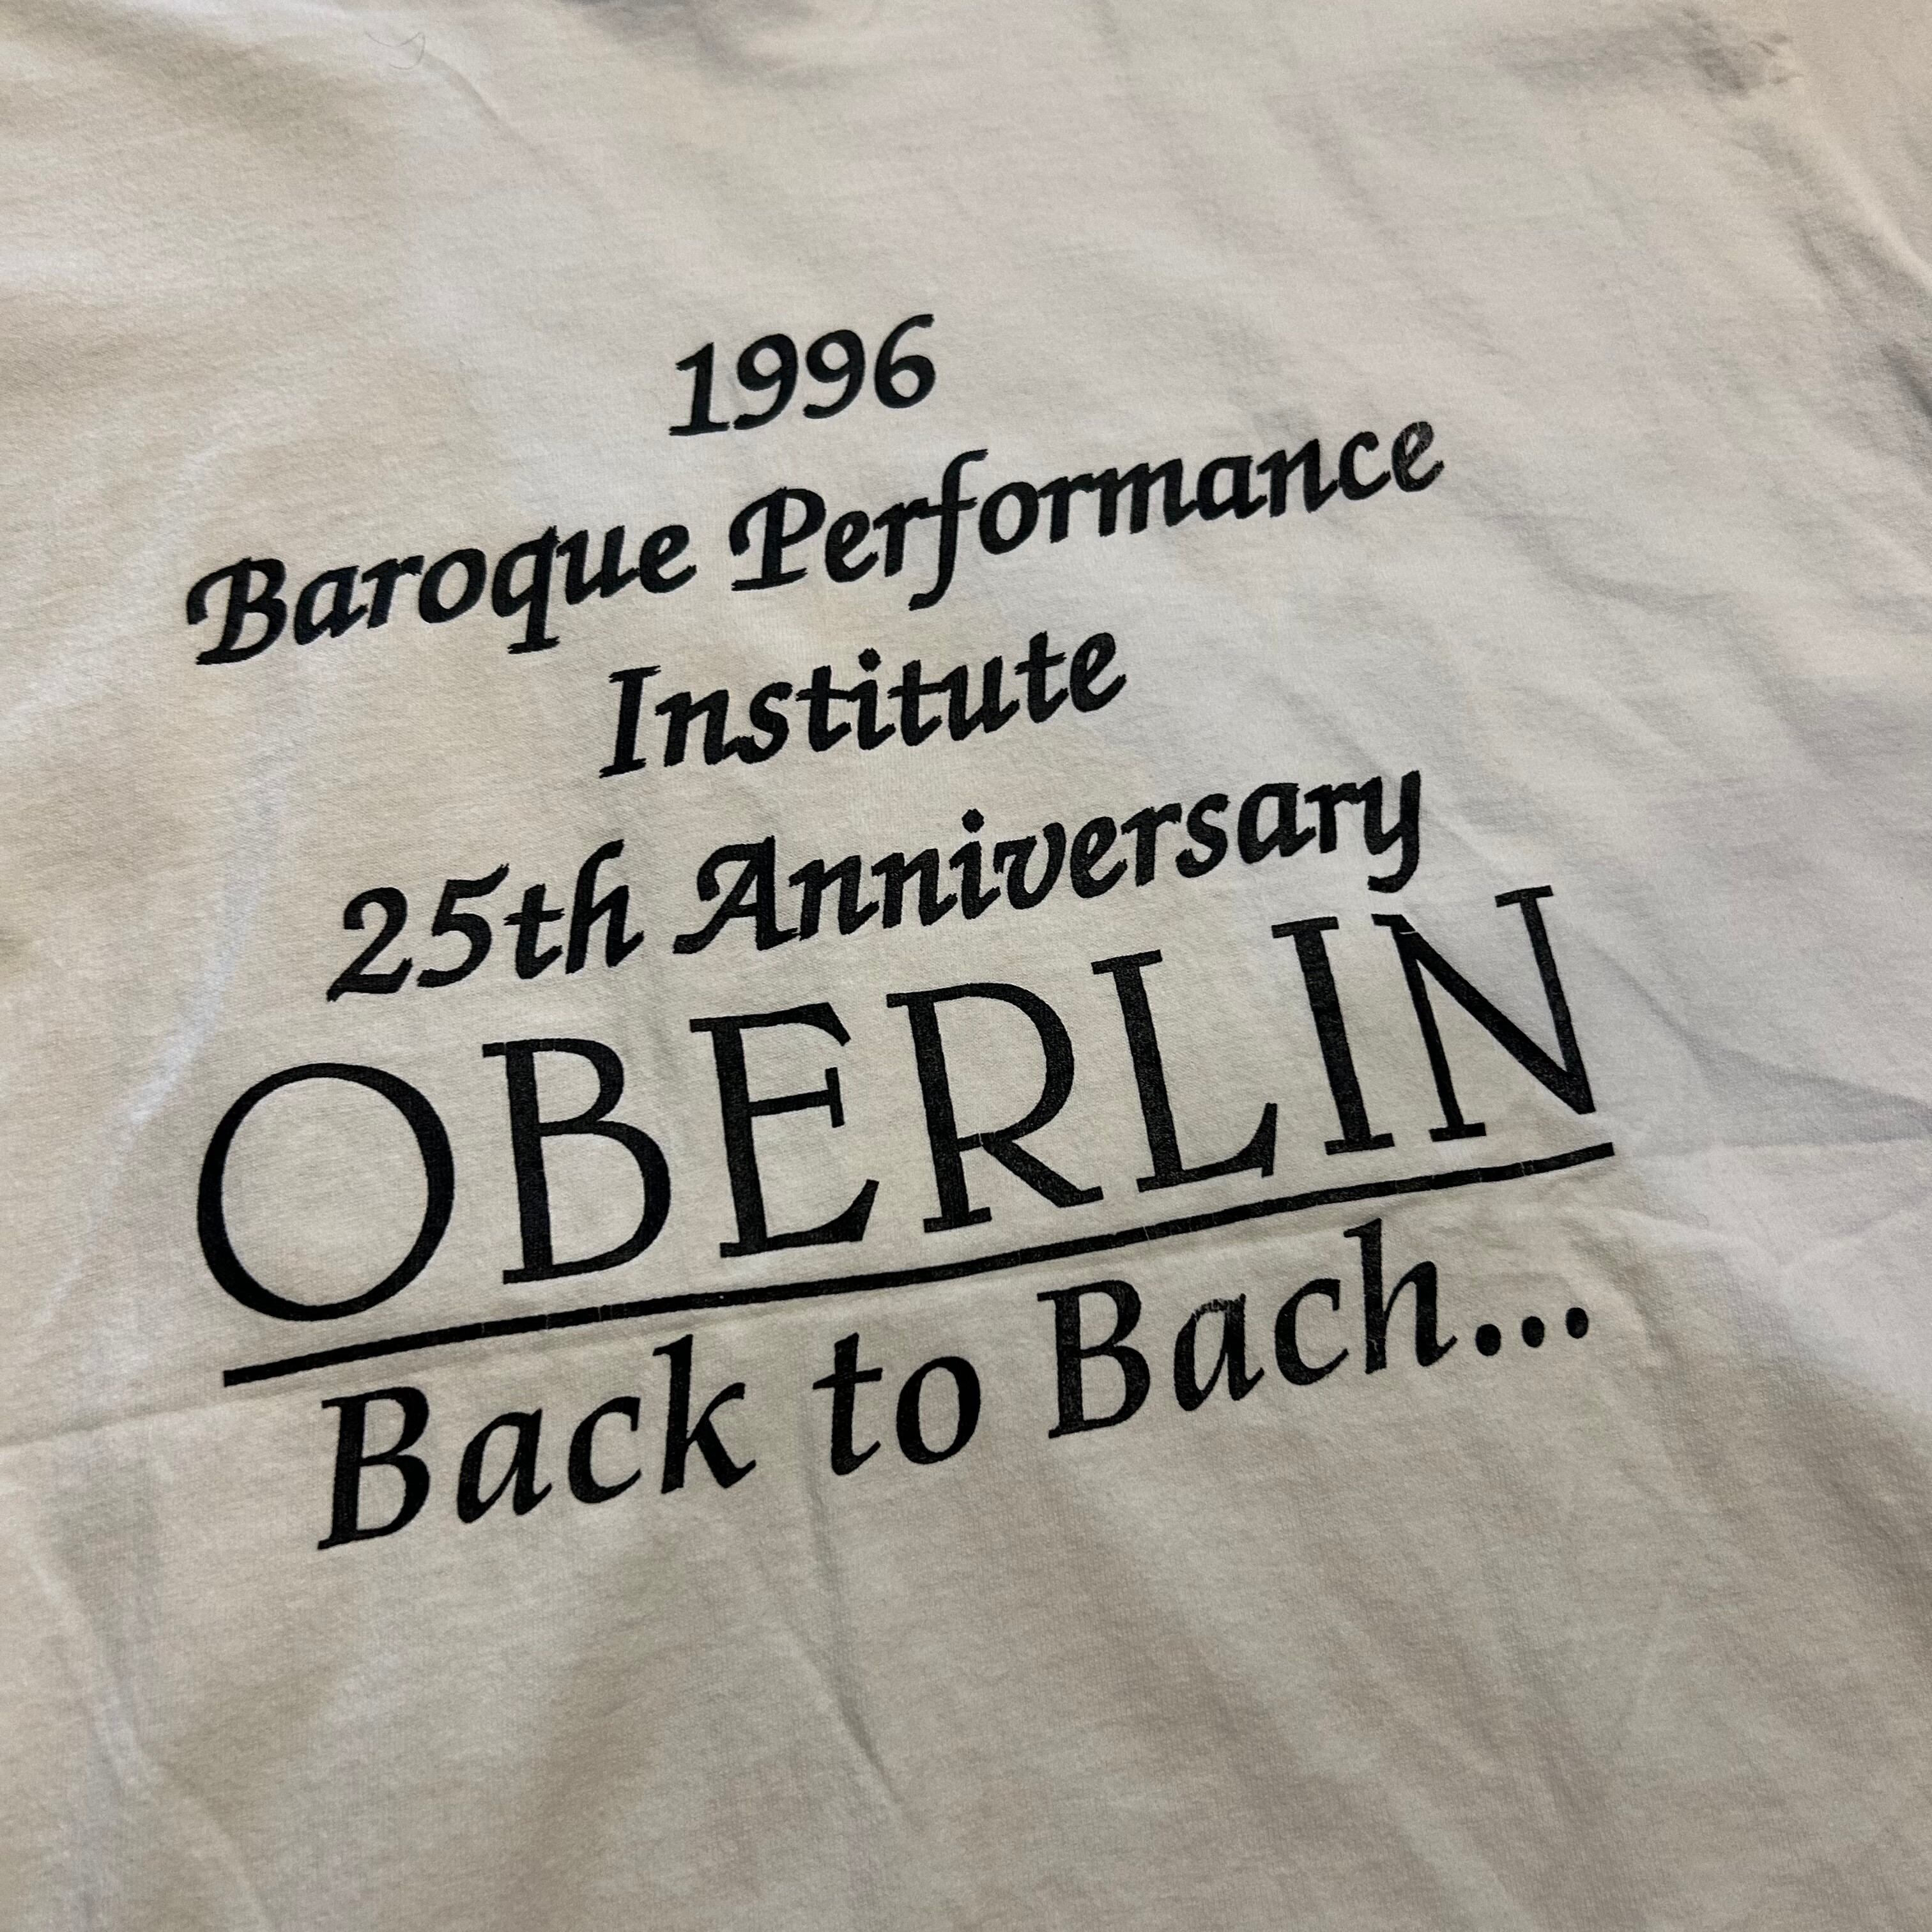 1996
Baroque Performance
Institute
25th Anniversary
OBERLIN
Back to Bach...